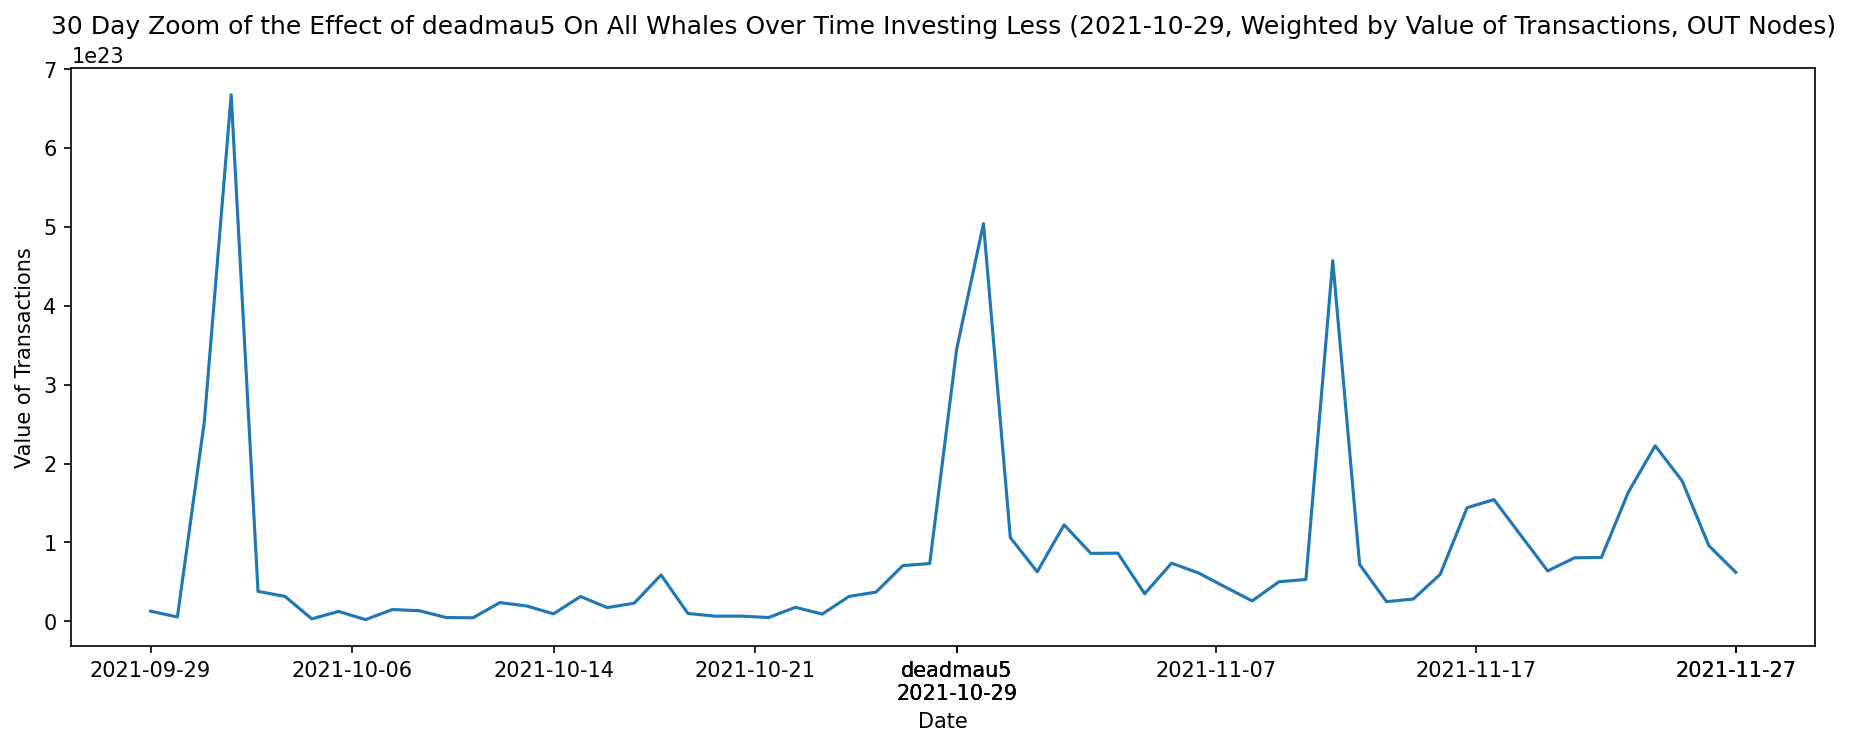 30 Day Zoom of the Effect of deadmau5 On All Whales Over Time Investing Less (2021-10-29, Weighted by Value of Transactions, OUT Nodes)
1e23
7
6
5
4
3
2
1
0
Value of Transactions
2021-09-29 2021-10-06 2021-10-14 2021-10-21 deadmau5 2021-11-07 2021-11-17 2021-11-27
2021-10-29
Date